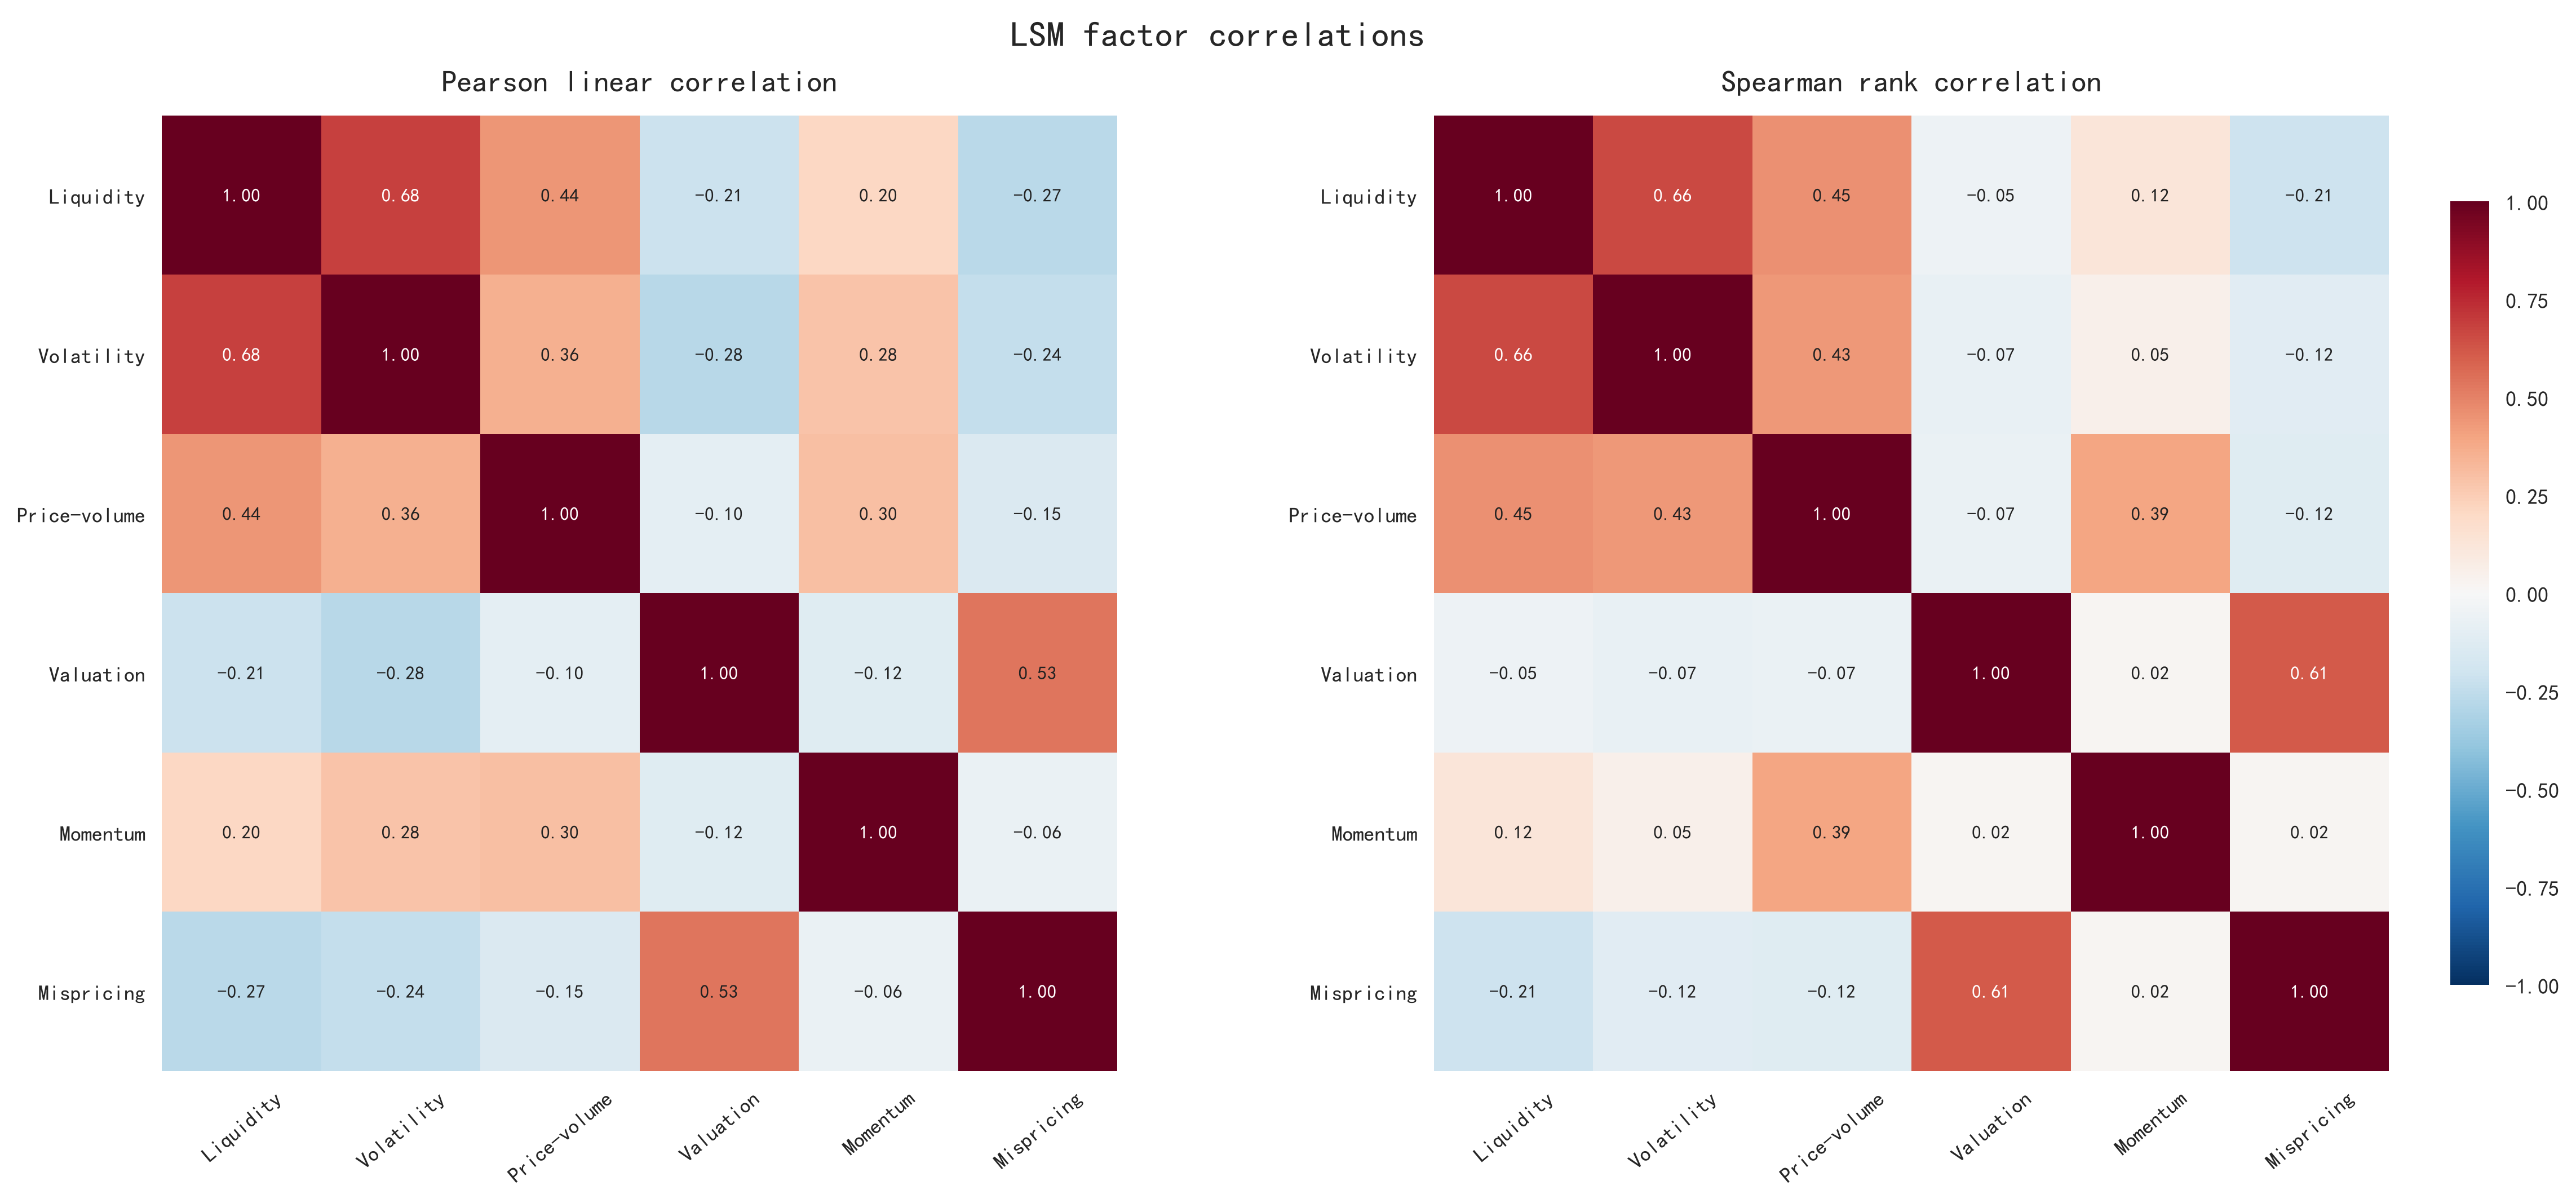 LSM factor correlations
Pearson linear correlation
Liquidity 1.00 0.68 0.44 -0.21 0.20 -0.27
Volatility 0.68 1.00 0.36 -0.28 0.28 -0.24
Price-volume 0.44 0.36 1.00 -0.10 0.30 -0.15
Valuation -0.21 -0.28 -0.10 1.00 -0.12 0.53
Momentum 0.20 0.28 0.30 -0.12 1.00 -0.06
Mispricing -0.27 -0.24 -0.15 0.53 -0.06 1.00
Liquidity Volatility Price-volume Valuation Momentum Mispricing
Spearman rank correlation
Liquidity 1.00 0.66 0.45 -0.05 0.12 -0.21
Volatility 0.66 1.00 0.43 -0.07 0.05 -0.12
Price-volume 0.45 0.43 1.00 -0.07 0.39 -0.12
Valuation -0.05 -0.07 -0.07 1.00 0.02 0.61
Momentum 0.12 0.05 0.39 0.02 1.00 0.02
Mispricing -0.21 -0.12 -0.12 0.61 0.02 1.00
Liquidity Volatility Price-volume Valuation Momentum Mispricing
1.00
0.75
0.50
0.25
0.00
-0.25
-0.50
-0.75
-1.00